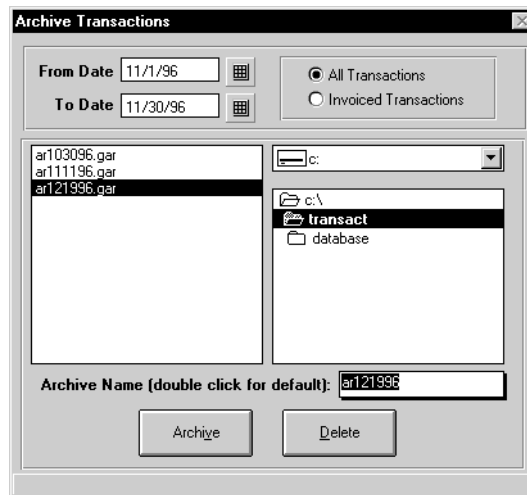 Archive Transactions
From Date 11/1/96
To Date 11/30/96
All Transactions
Invoiced Transactions
ar103096.gar
ar111196.gar
ar121996.gar
c:
c:\
transact
database
Archive Name (double click for default): ar121996
Archive Delete